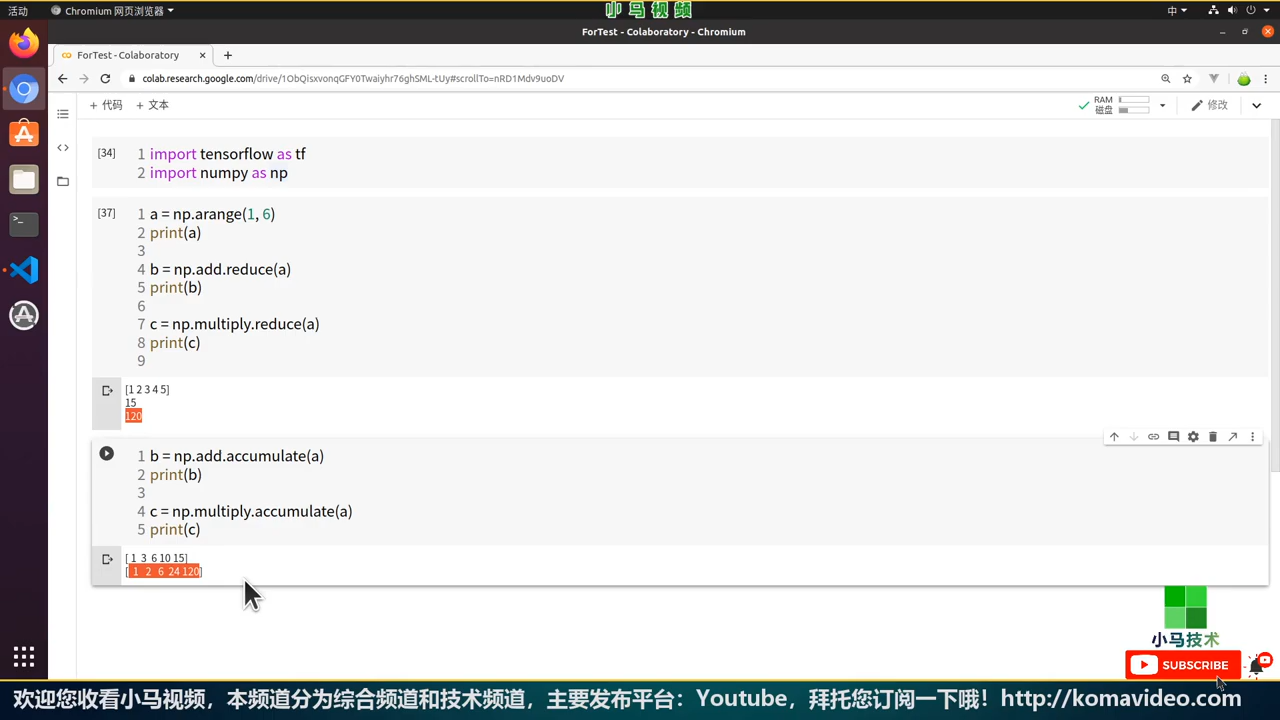 活动
Chromium 网页浏览器
小马视频
中
ForTest - Colaboratory - Chromium
ForTest - Colaboratory
colab.research.google.com/drive/1ObQisxvonqGFY0Twaiyhr76ghSML-tUy#scrollTo=nRD1Mdv9uoDV
+ 代码 + 文本
RAM
磁盘
修改
[34]
1 import tensorflow as tf
2 import numpy as np
[37]
1 a = np.arange(1, 6)
2 print(a)
3
4 b = np.add.reduce(a)
5 print(b)
6
7 c = np.multiply.reduce(a)
8 print(c)
9
[1 2 3 4 5]
15
120
1 b = np.add.accumulate(a)
2 print(b)
3
4 c = np.multiply.accumulate(a)
5 print(c)
[ 1 3 6 10 15]
[ 1 2 6 24 120]
小马技术
SUBSCRIBE
欢迎您收看小马视频，本频道分为综合频道和技术频道，主要发布平台：Youtube，拜托您订阅一下哦！http://komavideo.com